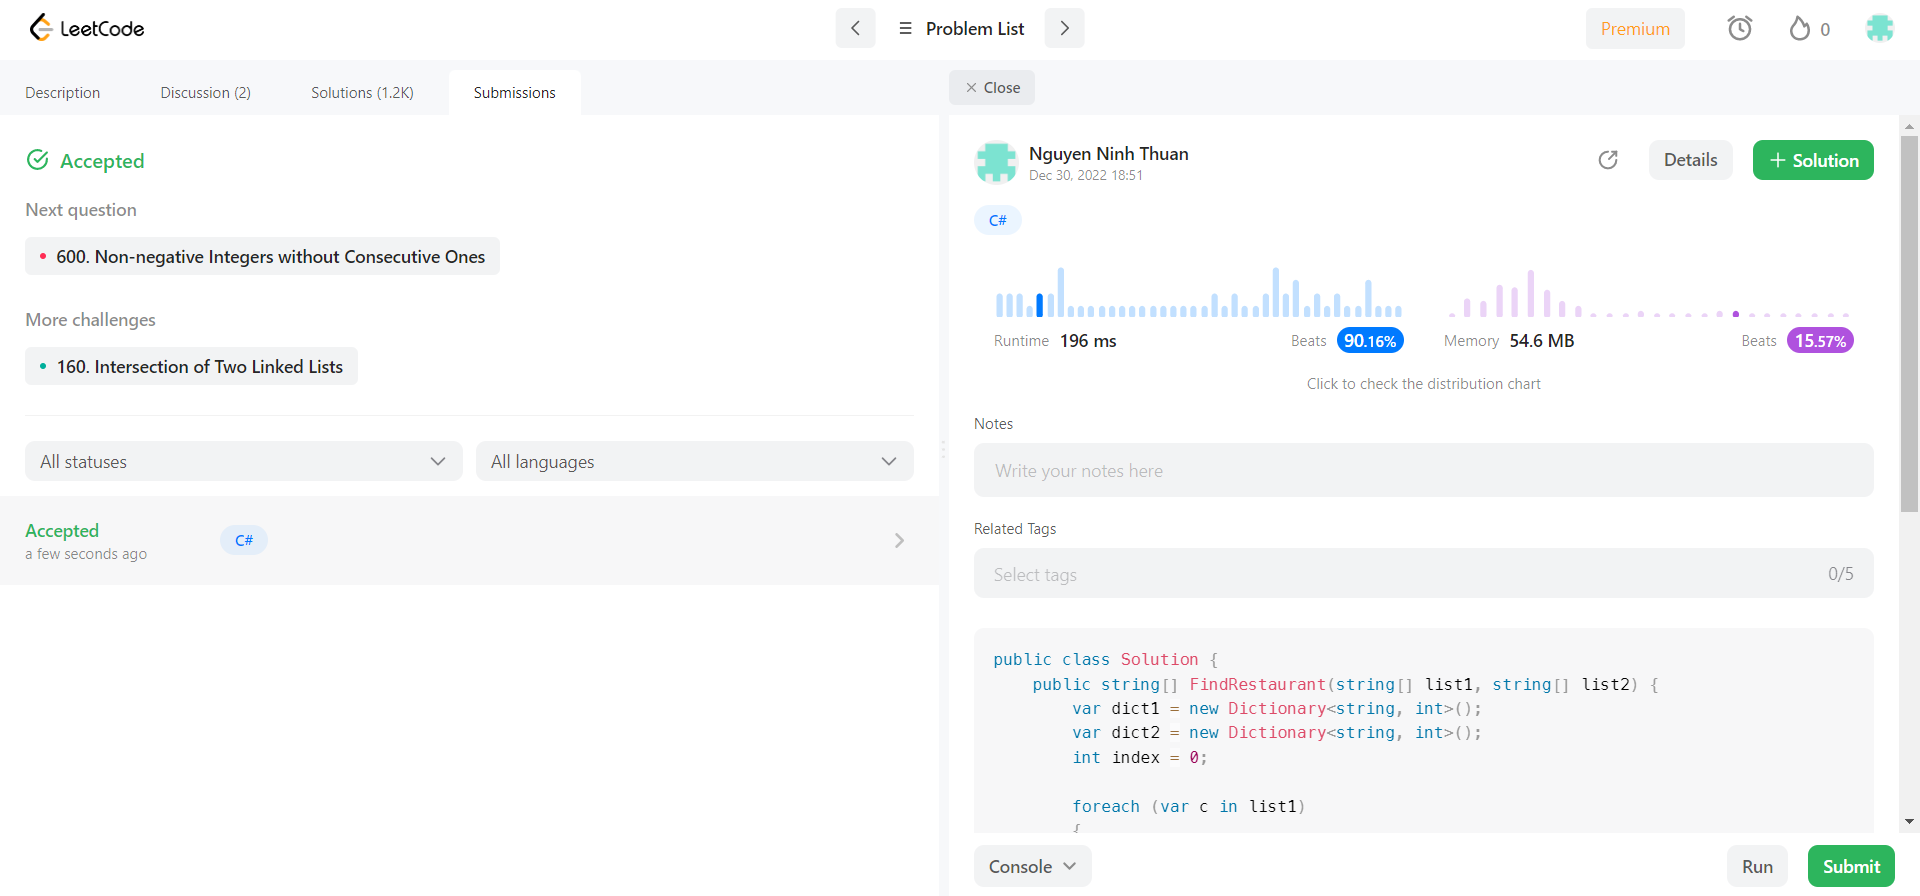 LeetCode
Problem List
Premium
0
Description
Discussion (2)
Solutions (1.2K)
Submissions
Close
Accepted
Next question
600. Non-negative Integers without Consecutive Ones
More challenges
160. Intersection of Two Linked Lists
All statuses
All languages
Accepted
a few seconds ago
C#
Nguyen Ninh Thuan
Dec 30, 2022 18:51
Details
+ Solution
C#
Runtime 196 ms
Beats 90.16%
Memory 54.6 MB
Beats 15.57%
Click to check the distribution chart
Notes
Write your notes here
Related Tags
Select tags
0/5
public class Solution {
public string[] FindRestaurant(string[] list1, string[] list2) {
var dict1 = new Dictionary<string, int>();
var dict2 = new Dictionary<string, int>();
int index = 0;
foreach (var c in list1)
{
Console
Run
Submit